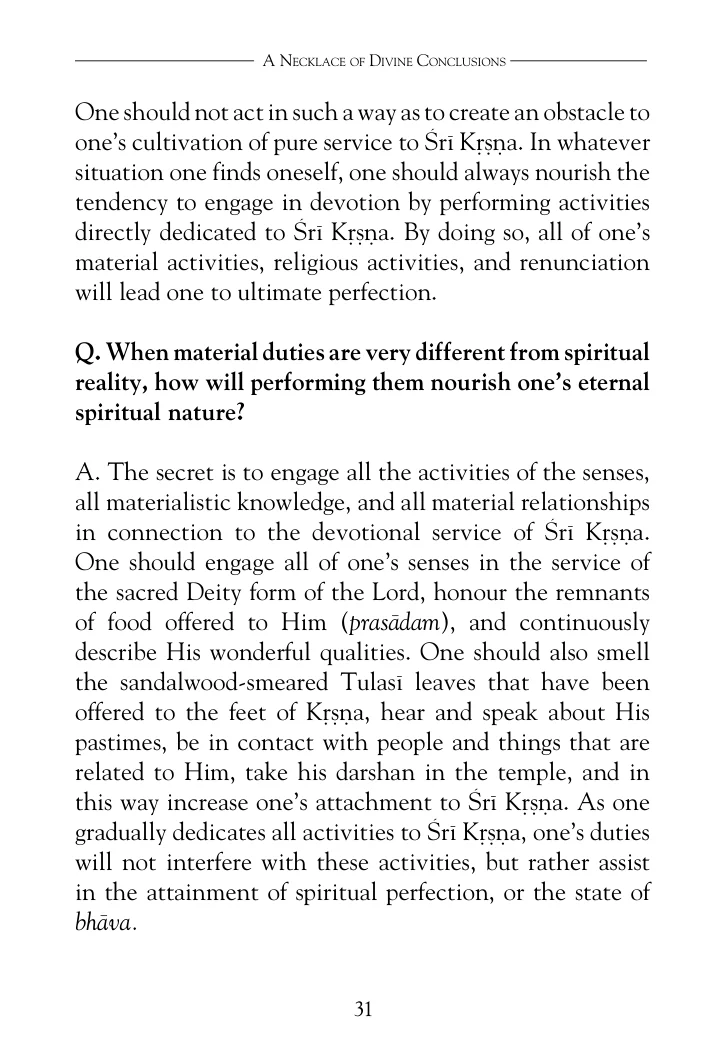 A Necklace of Divine Conclusions
One should not act in such a way as to create an obstacle to
one's cultivation of pure service to Śrī Kṛṣṇa. In whatever
situation one finds oneself, one should always nourish the
tendency to engage in devotion by performing activities
directly dedicated to Śrī Kṛṣṇa. By doing so, all of one's
material activities, religious activities, and renunciation
will lead one to ultimate perfection.
Q. When material duties are very different from spiritual
reality, how will performing them nourish one's eternal
spiritual nature?
A. The secret is to engage all the activities of the senses,
all materialistic knowledge, and all material relationships
in connection to the devotional service of Śrī Kṛṣṇa.
One should engage all of one's senses in the service of
the sacred Deity form of the Lord, honour the remnants
of food offered to Him (prasādam), and continuously
describe His wonderful qualities. One should also smell
the sandalwood-smeared Tulasī leaves that have been
offered to the feet of Kṛṣṇa, hear and speak about His
pastimes, be in contact with people and things that are
related to Him, take his darshan in the temple, and in
this way increase one's attachment to Śrī Kṛṣṇa. As one
gradually dedicates all activities to Śrī Kṛṣṇa, one's duties
will not interfere with these activities, but rather assist
in the attainment of spiritual perfection, or the state of
bhāva.
31